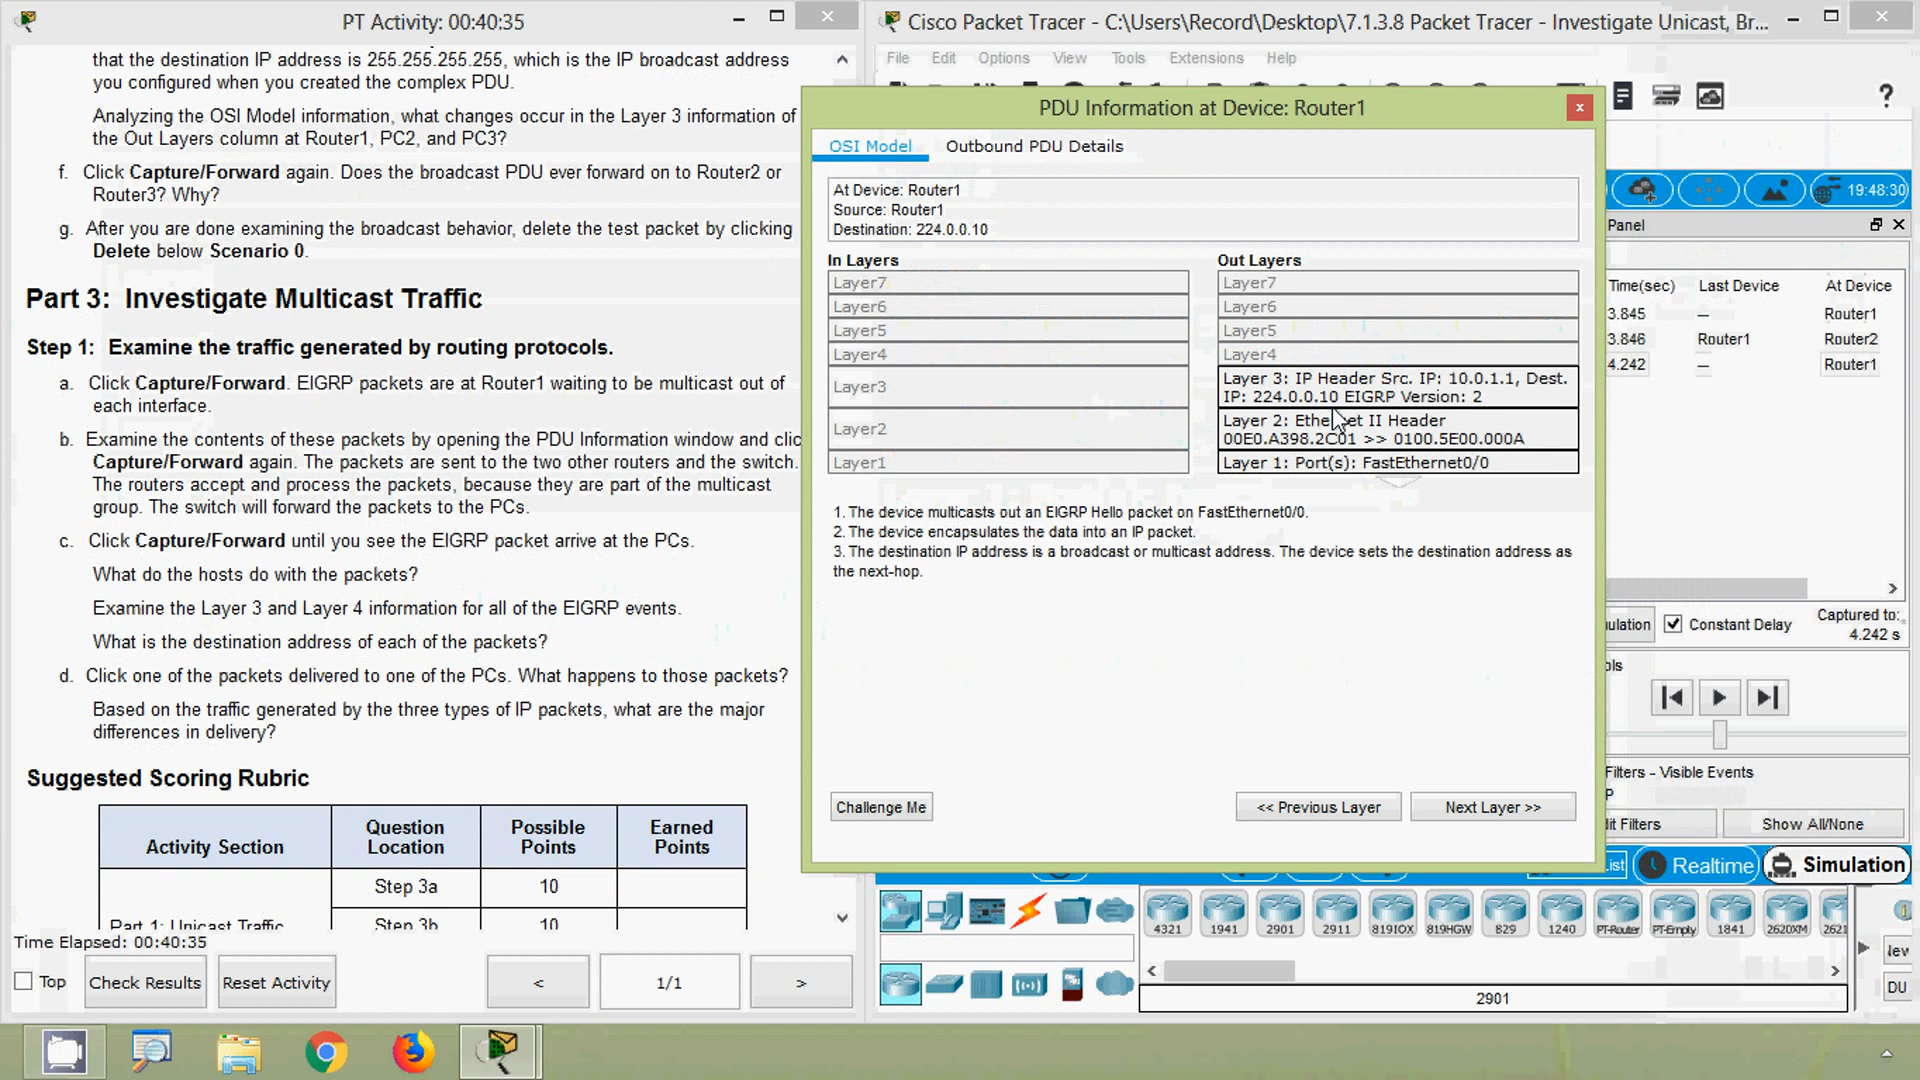 PT Activity: 00:40:35
that the destination IP address is 255.255.255.255, which is the IP broadcast address
you configured when you created the complex PDU.
Analyzing the OSI Model information, what changes occur in the Layer 3 information of
the Out Layers column at Router1, PC2, and PC3?
f. Click Capture/Forward again. Does the broadcast PDU ever forward on to Router2 or
Router3? Why?
g. After you are done examining the broadcast behavior, delete the test packet by clicking
Delete below Scenario 0.
Part 3: Investigate Multicast Traffic
Step 1: Examine the traffic generated by routing protocols.
a. Click Capture/Forward. EIGRP packets are at Router1 waiting to be multicast out of
each interface.
b. Examine the contents of these packets by opening the PDU Information window and clic
Capture/Forward again. The packets are sent to the two other routers and the switch.
The routers accept and process the packets, because they are part of the multicast
group. The switch will forward the packets to the PCs.
c. Click Capture/Forward until you see the EIGRP packet arrive at the PCs.
What do the hosts do with the packets?
Examine the Layer 3 and Layer 4 information for all of the EIGRP events.
What is the destination address of each of the packets?
d. Click one of the packets delivered to one of the PCs. What happens to those packets?
Based on the traffic generated by the three types of IP packets, what are the major
differences in delivery?
Suggested Scoring Rubric
Activity Section
Question Location
Possible Points
Earned Points
Step 3a
10
Part 1: Unicast Traffic
Step 3b
10
Time Elapsed: 00:40:35
Top
Check Results
Reset Activity
<
1/1
>
Cisco Packet Tracer - C:\Users\Record\Desktop\7.1.3.8 Packet Tracer - Investigate Unicast, Br...
File Edit Options View Tools Extensions Help
PDU Information at Device: Router1
OSI Model
Outbound PDU Details
At Device: Router1
Source: Router1
Destination: 224.0.0.10
In Layers
Layer7
Layer6
Layer5
Layer4
Layer3
Layer2
Layer1
Out Layers
Layer7
Layer6
Layer5
Layer4
Layer 3: IP Header Src. IP: 10.0.1.1, Dest.
IP: 224.0.0.10 EIGRP Version: 2
Layer 2: Ethernet II Header
00E0.A398.2C01 >> 0100.5E00.000A
Layer 1: Port(s): FastEthernet0/0
1. The device multicasts out an EIGRP Hello packet on FastEthernet0/0.
2. The device encapsulates the data into an IP packet.
3. The destination IP address is a broadcast or multicast address. The device sets the destination address as
the next-hop.
Challenge Me
<< Previous Layer
Next Layer >>
?
19:48:30
Panel
Time(sec) Last Device At Device
3.845 -- Router1
3.846 Router1 Router2
4.242 -- Router1
ulation
Constant Delay
Captured to:
4.242 s
ols
Filters - Visible Events
P
dit Filters
Show All/None
List
Realtime
Simulation
4321 1941 2901 2911 819IOX 819HGW 829 1240 PT-Router PT-Empty 1841 2620XM 2621
lew
DU
2901